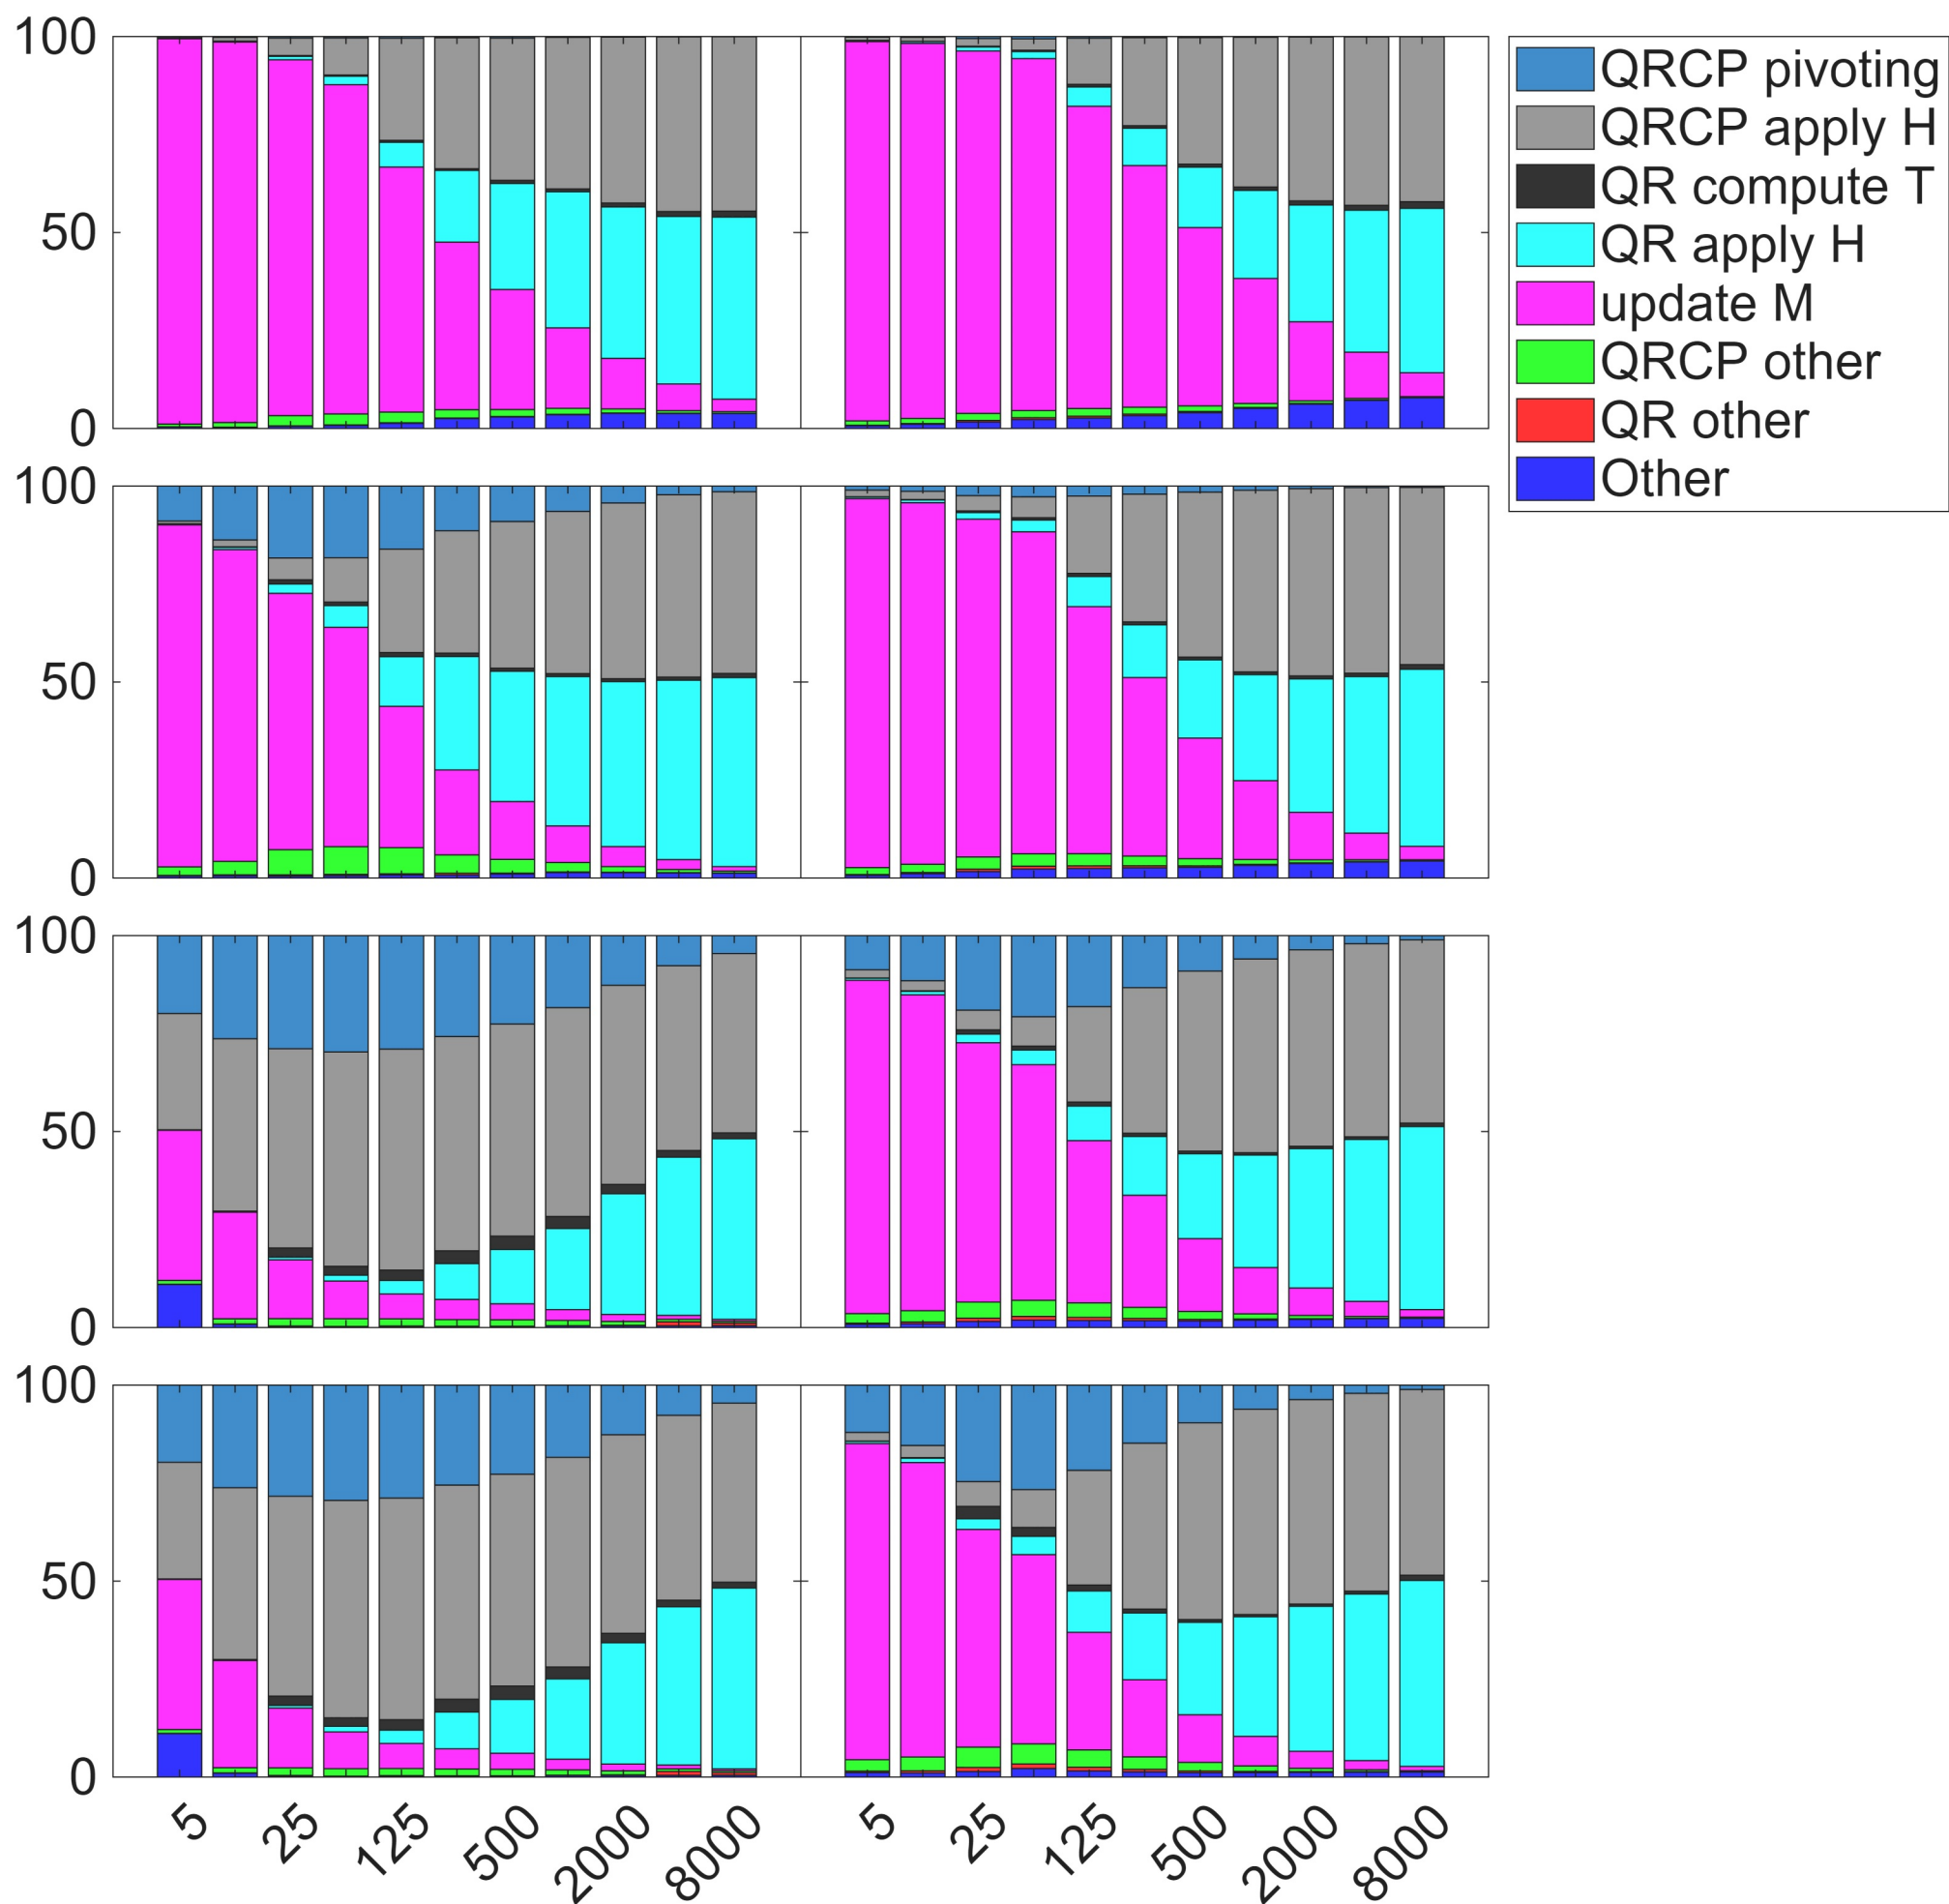 100
50
0
QRCP pivoting
QRCP apply H
QR compute T
QR apply H
update M
QRCP other
QR other
Other
100
50
0
100
50
0
100
50
0
5 25 125 500 2000 8000 5 25 125 500 2000 8000